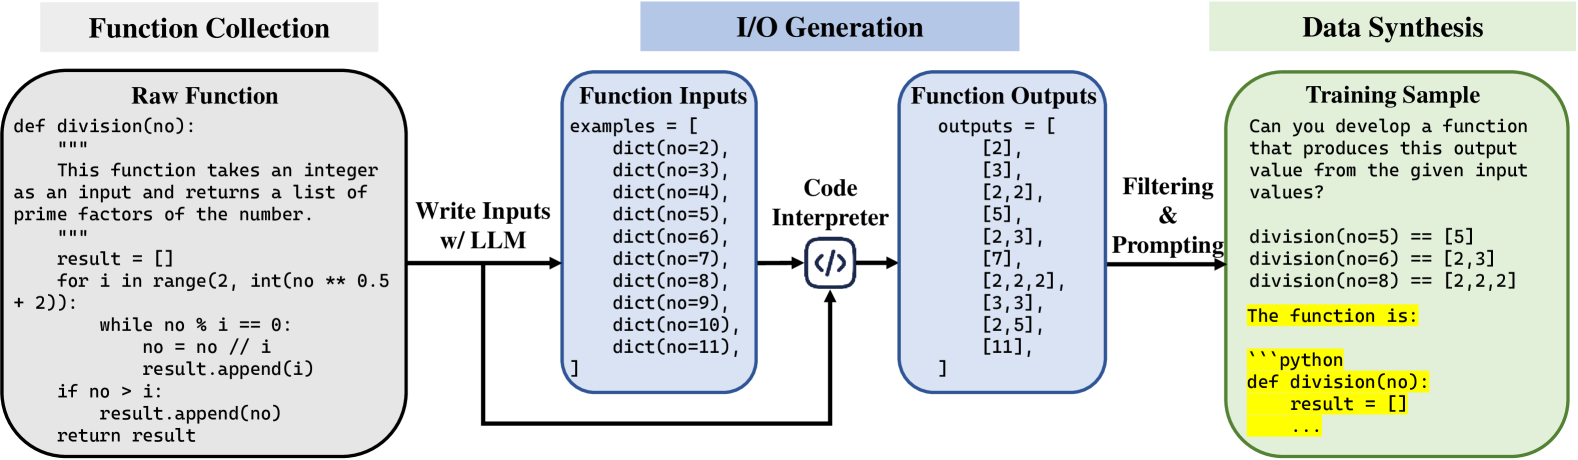 Function Collection
I/O Generation
Data Synthesis
Raw Function
def division(no):
    """
    This function takes an integer
as an input and returns a list of
prime factors of the number.
    """
    result = []
    for i in range(2, int(no ** 0.5
+ 2)):
        while no % i == 0:
            no = no // i
            result.append(i)
    if no > i:
        result.append(no)
    return result
Write Inputs
w/ LLM
Function Inputs
examples = [
    dict(no=2),
    dict(no=3),
    dict(no=4),
    dict(no=5),
    dict(no=6),
    dict(no=7),
    dict(no=8),
    dict(no=9),
    dict(no=10),
    dict(no=11),
]
Code
Interpreter
</>
Function Outputs
outputs = [
    [2],
    [3],
    [2,2],
    [5],
    [2,3],
    [7],
    [2,2,2],
    [3,3],
    [2,5],
    [11],
]
Filtering
&
Prompting
Training Sample
Can you develop a function
that produces this output
value from the given input
values?
division(no=5) == [5]
division(no=6) == [2,3]
division(no=8) == [2,2,2]
The function is:
```python
def division(no):
    result = []
    ...